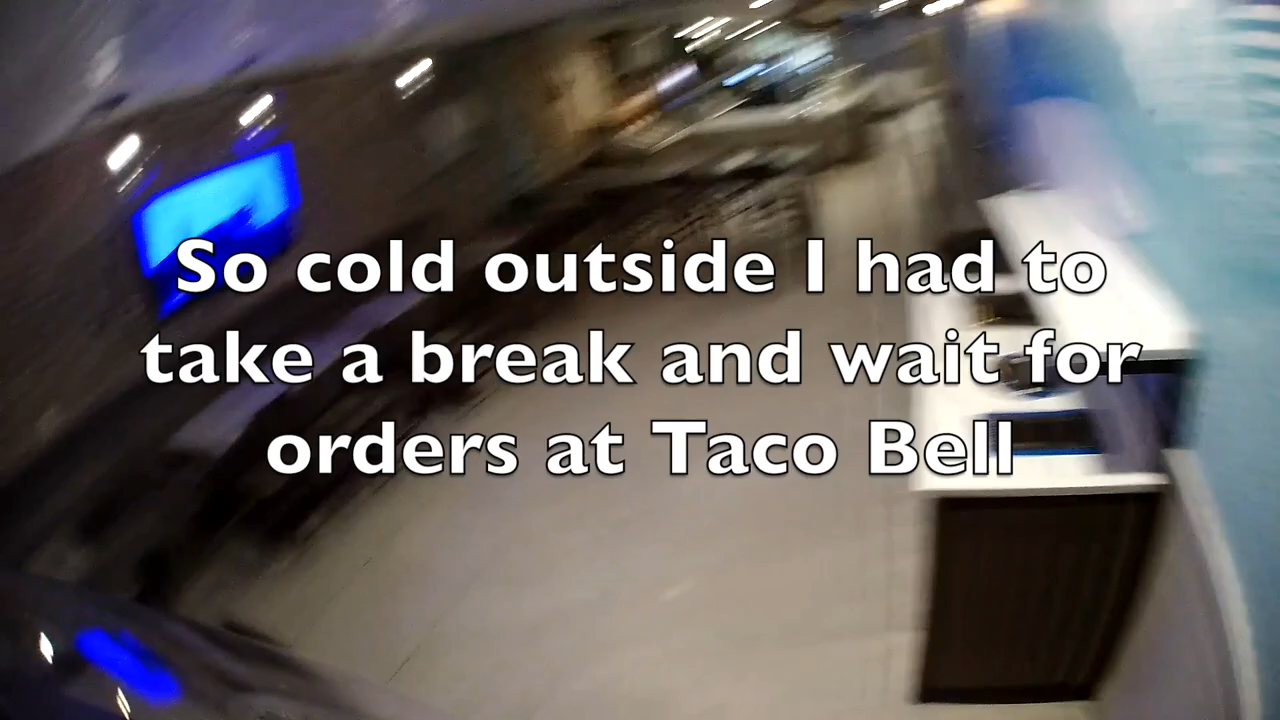 So cold outside I had to
take a break and wait for
orders at Taco Bell